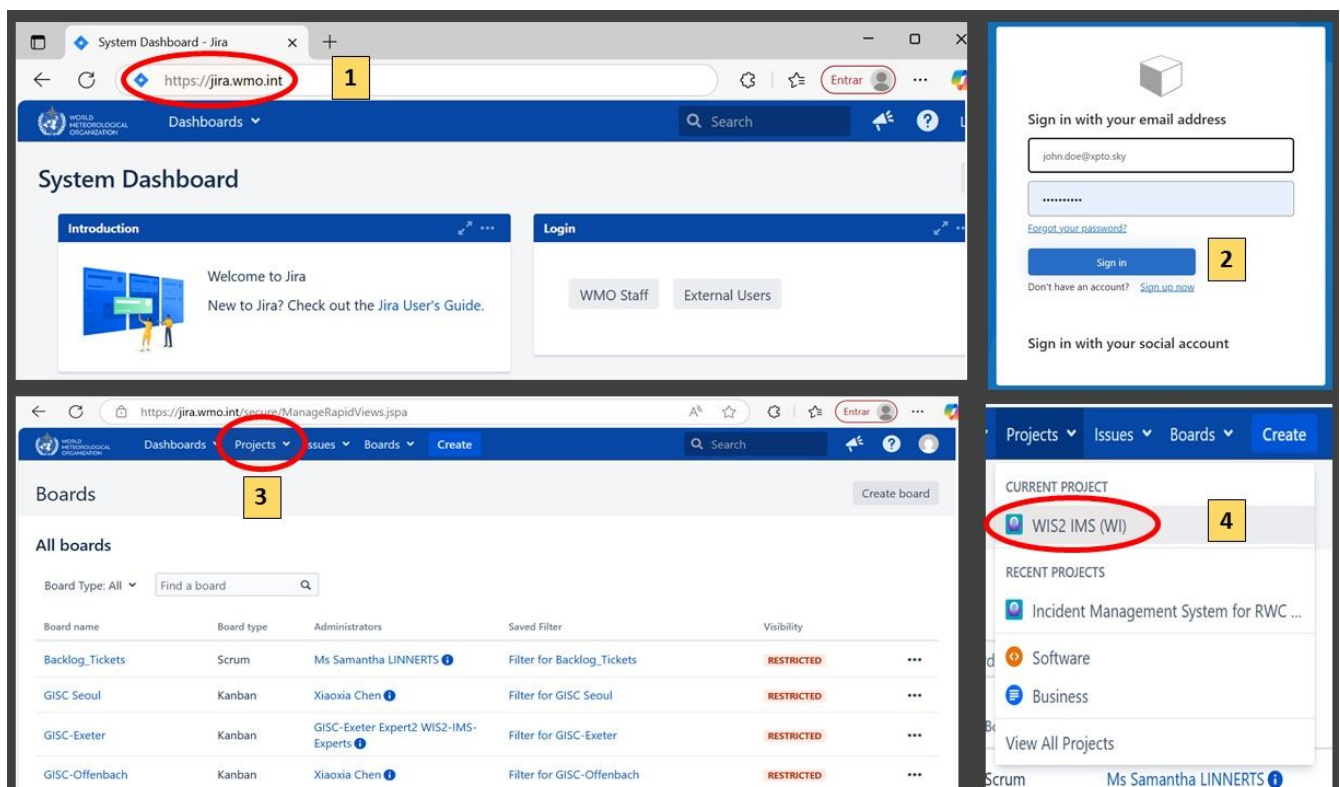 System Dashboard - Jira
https://jira.wmo.int
1
Entrar
WORLD METEOROLOGICAL ORGANIZATION
Dashboards
Search
System Dashboard
Introduction
Welcome to Jira
New to Jira? Check out the Jira User's Guide.
Login
WMO Staff External Users
Sign in with your email address
john.doe@xpto.sky
Forgot your password?
Sign in
2
Don't have an account? Sign up now
Sign in with your social account
https://jira.wmo.int/secure/ManageRapidViews.jspa
Entrar
WORLD METEOROLOGICAL ORGANIZATION
Dashboards Projects Issues Boards Create
Search
3
Boards
Create board
All boards
Board Type: All Find a board
Board name Board type Administrators Saved Filter Visibility
Backlog_Tickets Scrum Ms Samantha LINNERTS Filter for Backlog_Tickets RESTRICTED
GISC Seoul Kanban Xiaoxia Chen Filter for GISC Seoul RESTRICTED
GISC-Exeter Kanban GISC-Exeter Expert2 WIS2-IMS-Experts Filter for GISC-Exeter RESTRICTED
GISC-Offenbach Kanban Xiaoxia Chen Filter for GISC-Offenbach RESTRICTED
Projects Issues Boards Create
CURRENT PROJECT
WIS2 IMS (WI)
4
RECENT PROJECTS
Incident Management System for RWC ...
Software
Business
View All Projects
Scrum Ms Samantha LINNERTS